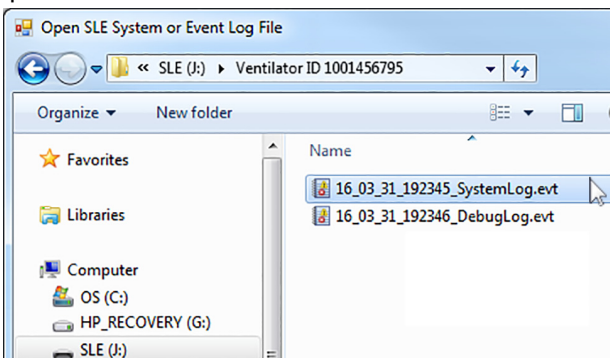 Open SLE System or Event Log File
« SLE (J:) ▸ Ventilator ID 1001456795
Organize New folder
Name
Favorites
16_03_31_192345_SystemLog.evt
Libraries
16_03_31_192346_DebugLog.evt
Computer
OS (C:)
HP_RECOVERY (G:)
SLE (J:)